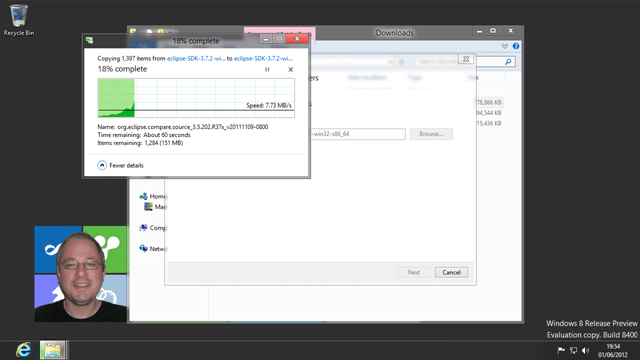 Recycle Bin
18% complete
Downloads
Copying 1,397 items from eclipse-SDK-3.7.2-wi... to eclipse-SDK-3.7.2-wi...
18% complete
Speed: 7.73 MB/s
Name: org.eclipse.compare.source_3.5.202.R37x_v20111109-0800
Time remaining: About 60 seconds
Items remaining: 1,284 (151 MB)
Fewer details
78,866 KB
94,544 KB
15,436 KB
-win32-x86_64
Browse...
Home
Comp
Netw
Next
Cancel
Windows 8 Release Preview
Evaluation copy. Build 8400
19:54
01/06/2012